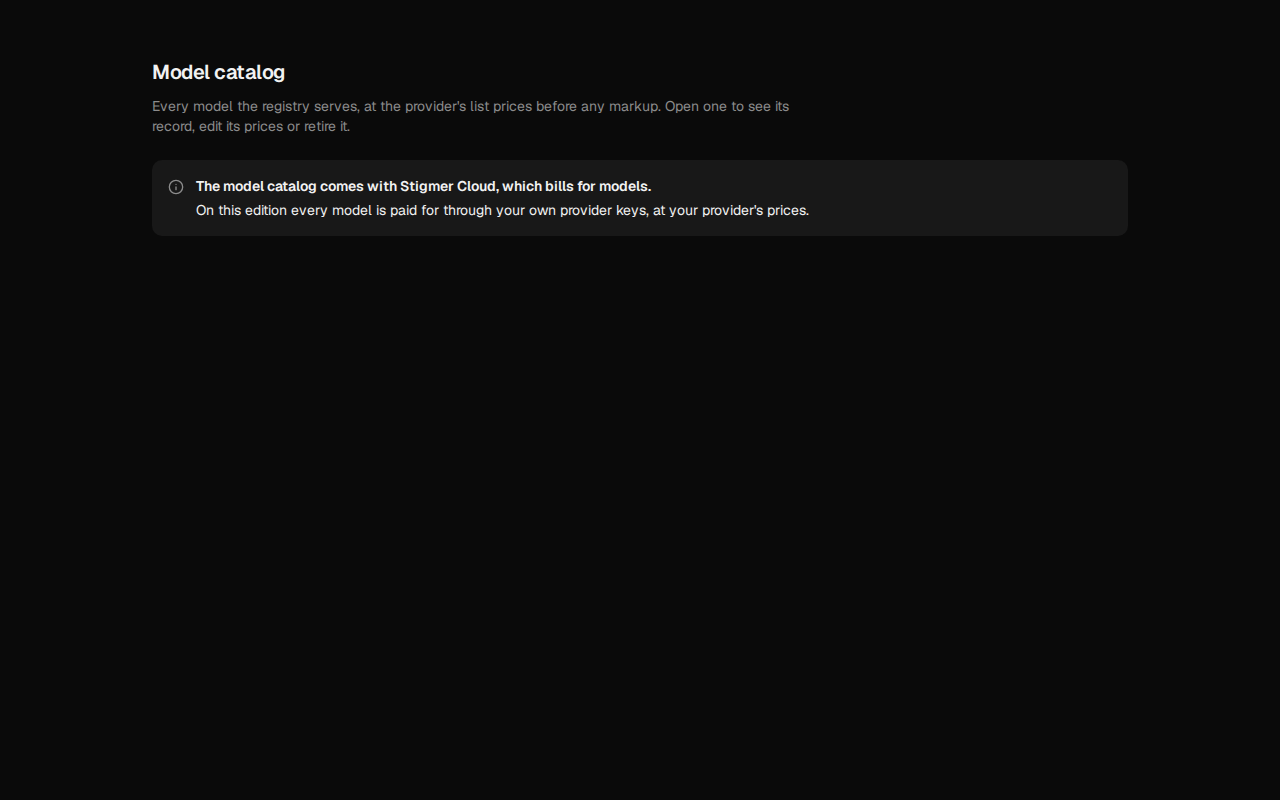 Model catalog
Every model the registry serves, at the provider's list prices before any markup. Open one to see its
record, edit its prices or retire it.
The model catalog comes with Stigmer Cloud, which bills for models.
On this edition every model is paid for through your own provider keys, at your provider's prices.